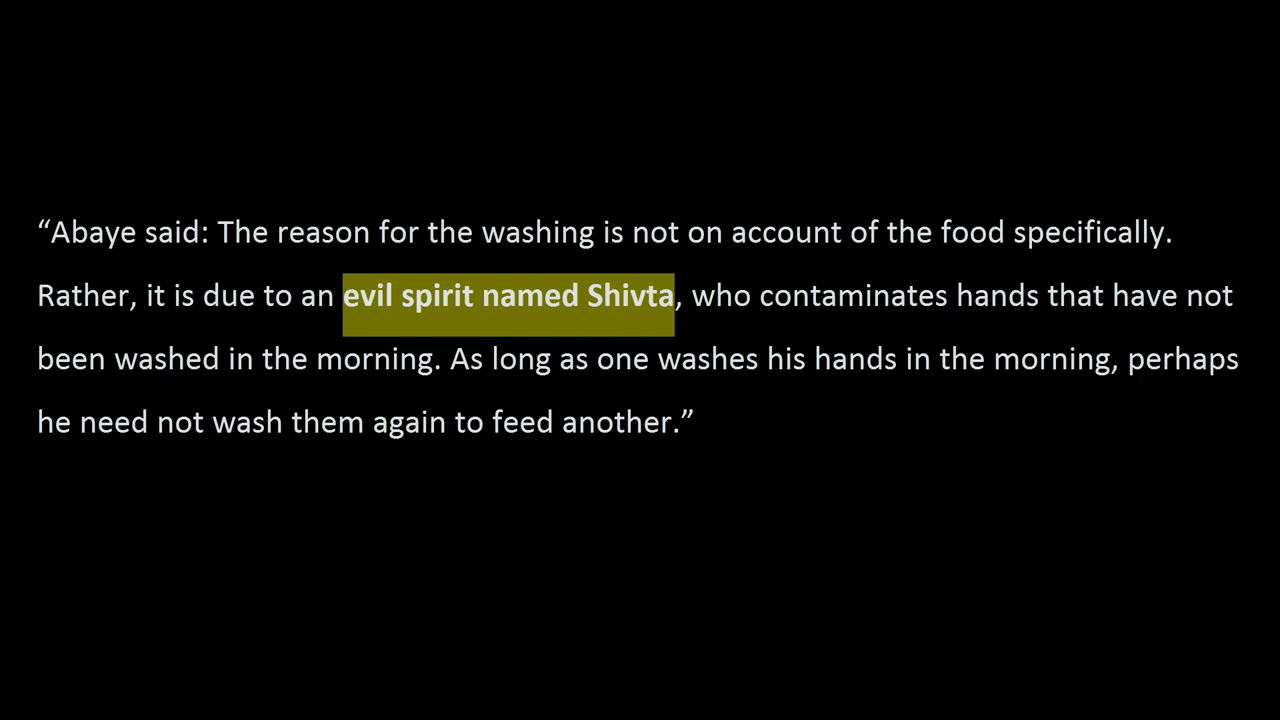 “Abaye said: The reason for the washing is not on account of the food specifically.
Rather, it is due to an evil spirit named Shivta, who contaminates hands that have not
been washed in the morning. As long as one washes his hands in the morning, perhaps
he need not wash them again to feed another.”